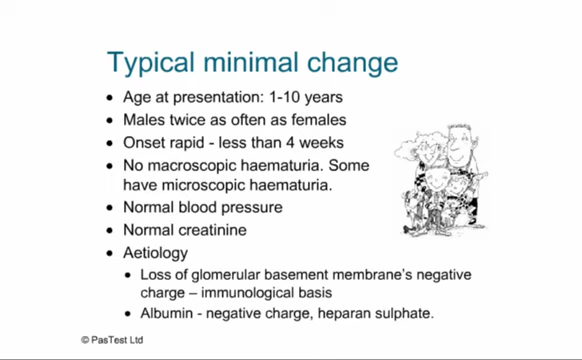 Typical minimal change
• Age at presentation: 1-10 years
• Males twice as often as females
• Onset rapid - less than 4 weeks
• No macroscopic haematuria. Some
have microscopic haematuria.
• Normal blood pressure
• Normal creatinine
• Aetiology
• Loss of glomerular basement membrane's negative
charge – immunological basis
• Albumin - negative charge, heparan sulphate.
© PasTest Ltd